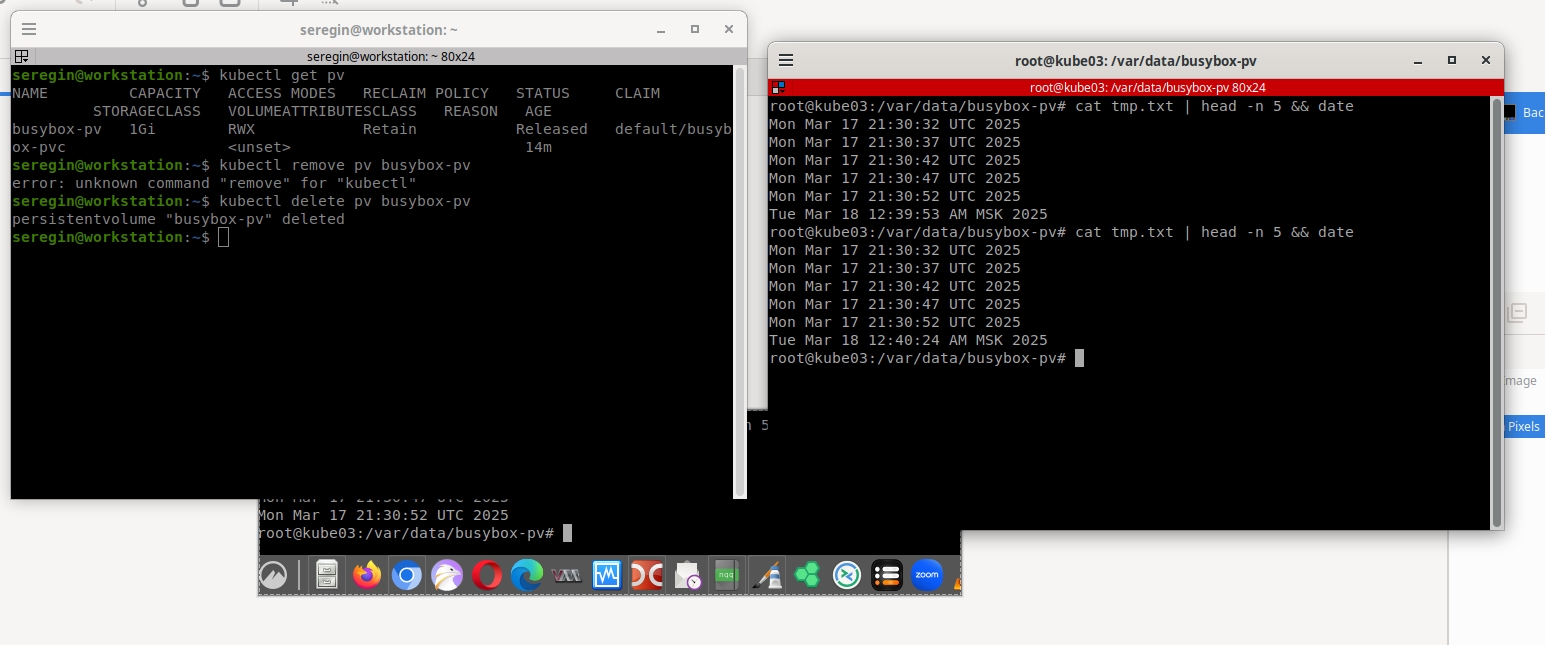 seregin@workstation: ~
seregin@workstation: ~ 80x24
seregin@workstation:~$ kubectl get pv
NAME CAPACITY ACCESS MODES RECLAIM POLICY STATUS CLAIM
STORAGECLASS VOLUMEATTRIBUTESCLASS REASON AGE
busybox-pv 1Gi RWX Retain Released default/busyb
ox-pvc <unset> 14m
seregin@workstation:~$ kubectl remove pv busybox-pv
error: unknown command "remove" for "kubectl"
seregin@workstation:~$ kubectl delete pv busybox-pv
persistentvolume "busybox-pv" deleted
seregin@workstation:~$
root@kube03: /var/data/busybox-pv
root@kube03: /var/data/busybox-pv 80x24
root@kube03:/var/data/busybox-pv# cat tmp.txt | head -n 5 && date
Mon Mar 17 21:30:32 UTC 2025
Mon Mar 17 21:30:37 UTC 2025
Mon Mar 17 21:30:42 UTC 2025
Mon Mar 17 21:30:47 UTC 2025
Mon Mar 17 21:30:52 UTC 2025
Tue Mar 18 12:39:53 AM MSK 2025
root@kube03:/var/data/busybox-pv# cat tmp.txt | head -n 5 && date
Mon Mar 17 21:30:32 UTC 2025
Mon Mar 17 21:30:37 UTC 2025
Mon Mar 17 21:30:42 UTC 2025
Mon Mar 17 21:30:47 UTC 2025
Mon Mar 17 21:30:52 UTC 2025
Tue Mar 18 12:40:24 AM MSK 2025
root@kube03:/var/data/busybox-pv#
Bac
mage
Pixels
n 5
Mon Mar 17 21:30:47 UTC 2025
Mon Mar 17 21:30:52 UTC 2025
root@kube03:/var/data/busybox-pv#
nqq
zoom